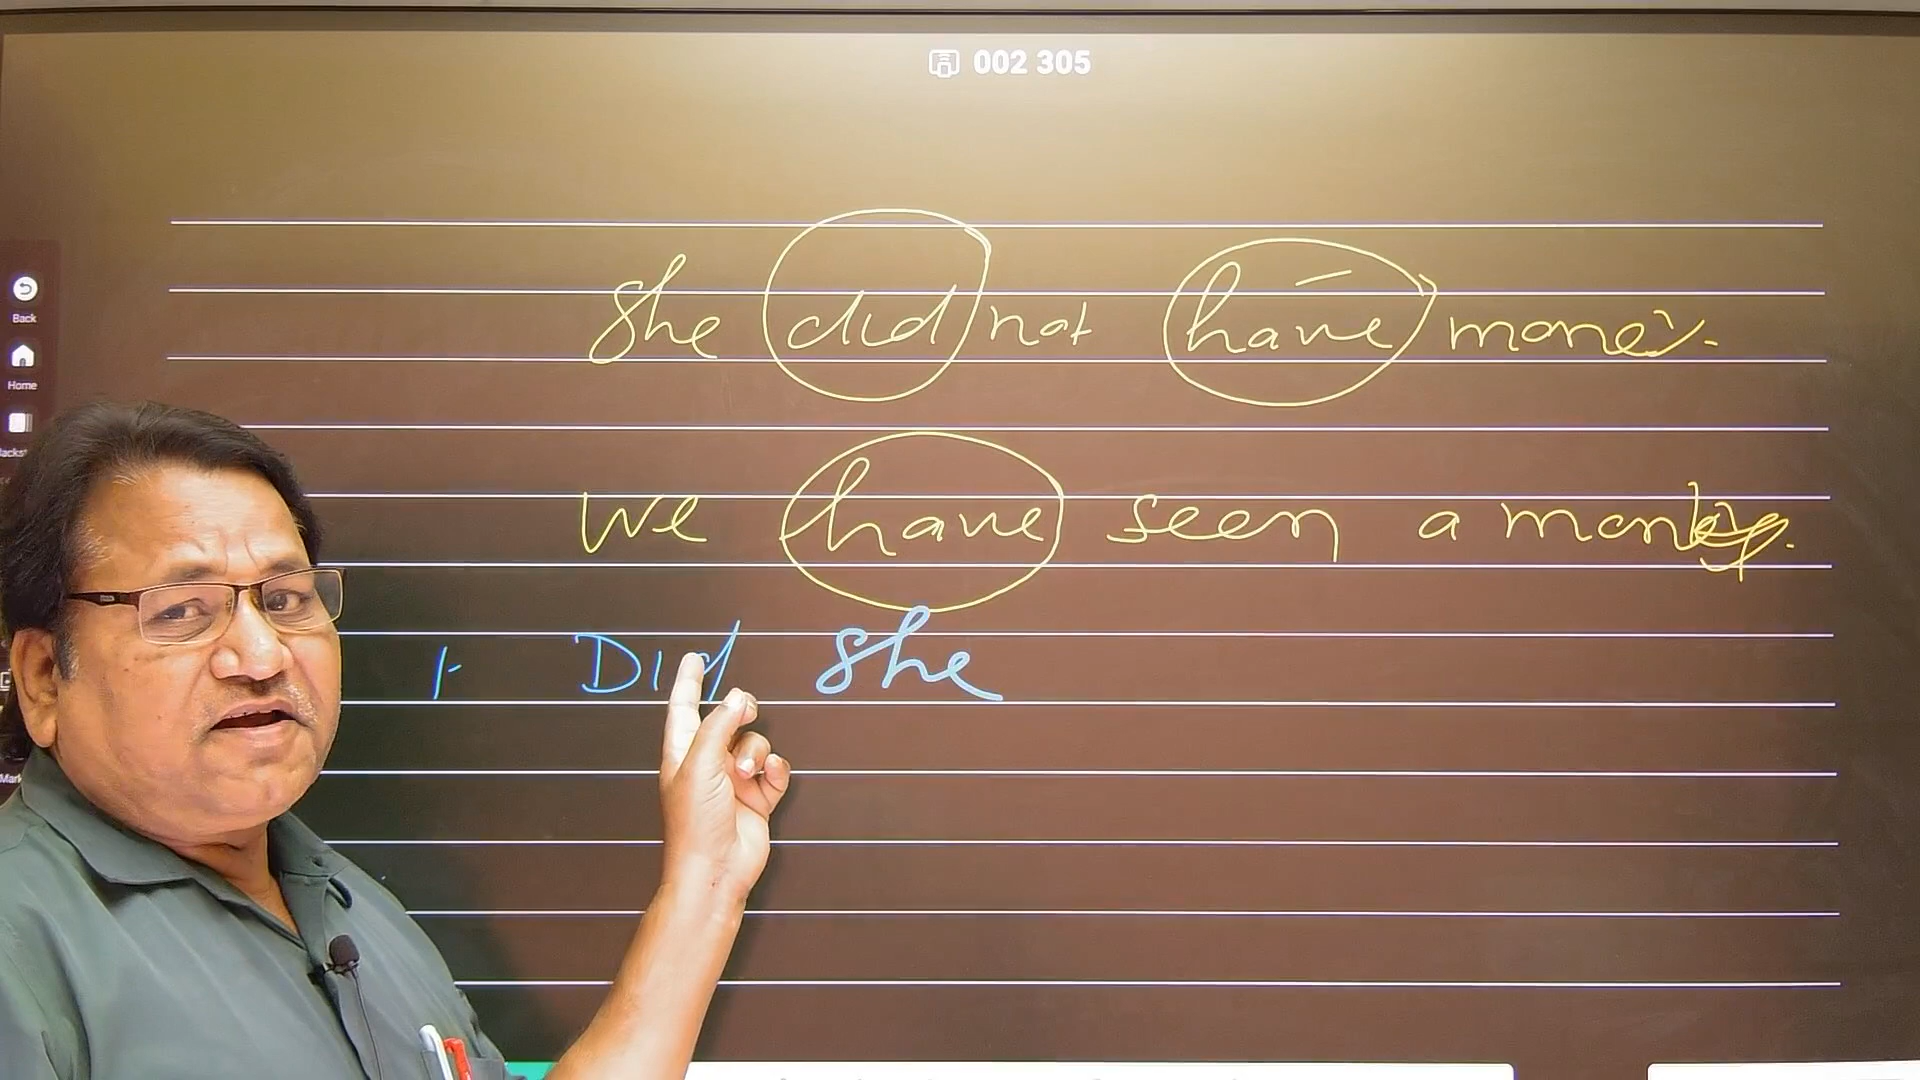 002 305
She did not have money.
We have seen a monkey.
1. Did she
Back
Home